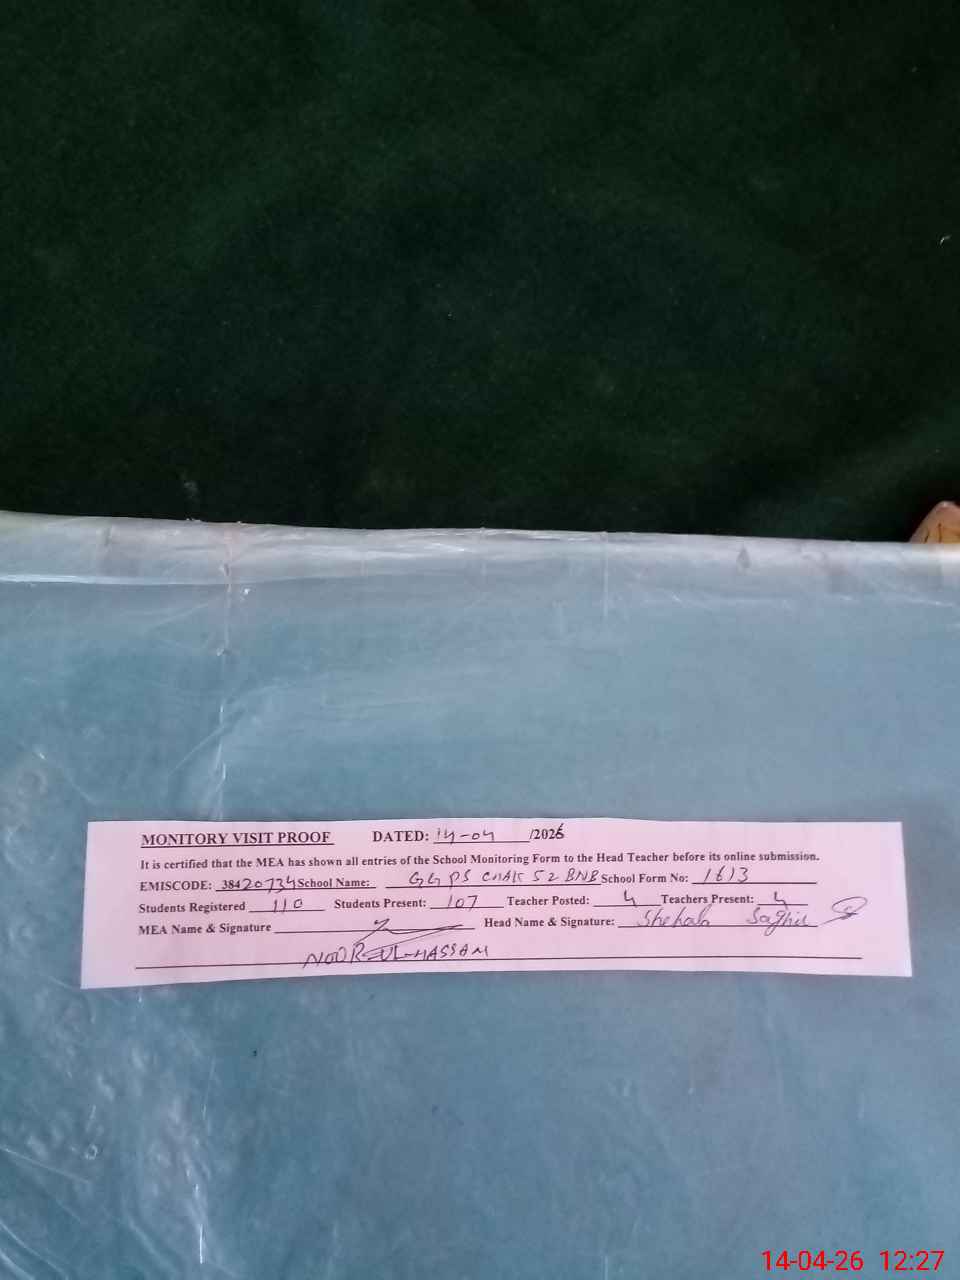 MONITORY VISIT PROOF DATED: 14-04 /2026
It is certified that the MEA has shown all entries of the School Monitoring Form to the Head Teacher before its online submission.
EMISCODE: 38420734 School Name: GGPS CHAK 52 BNB School Form No: 1613
Students Registered 110 Students Present: 107 Teacher Posted: 4 Teachers Present: 4
MEA Name & Signature Head Name & Signature: Shehala Saghir
NOOR-UL-HASSAM
14-04-26 12:27